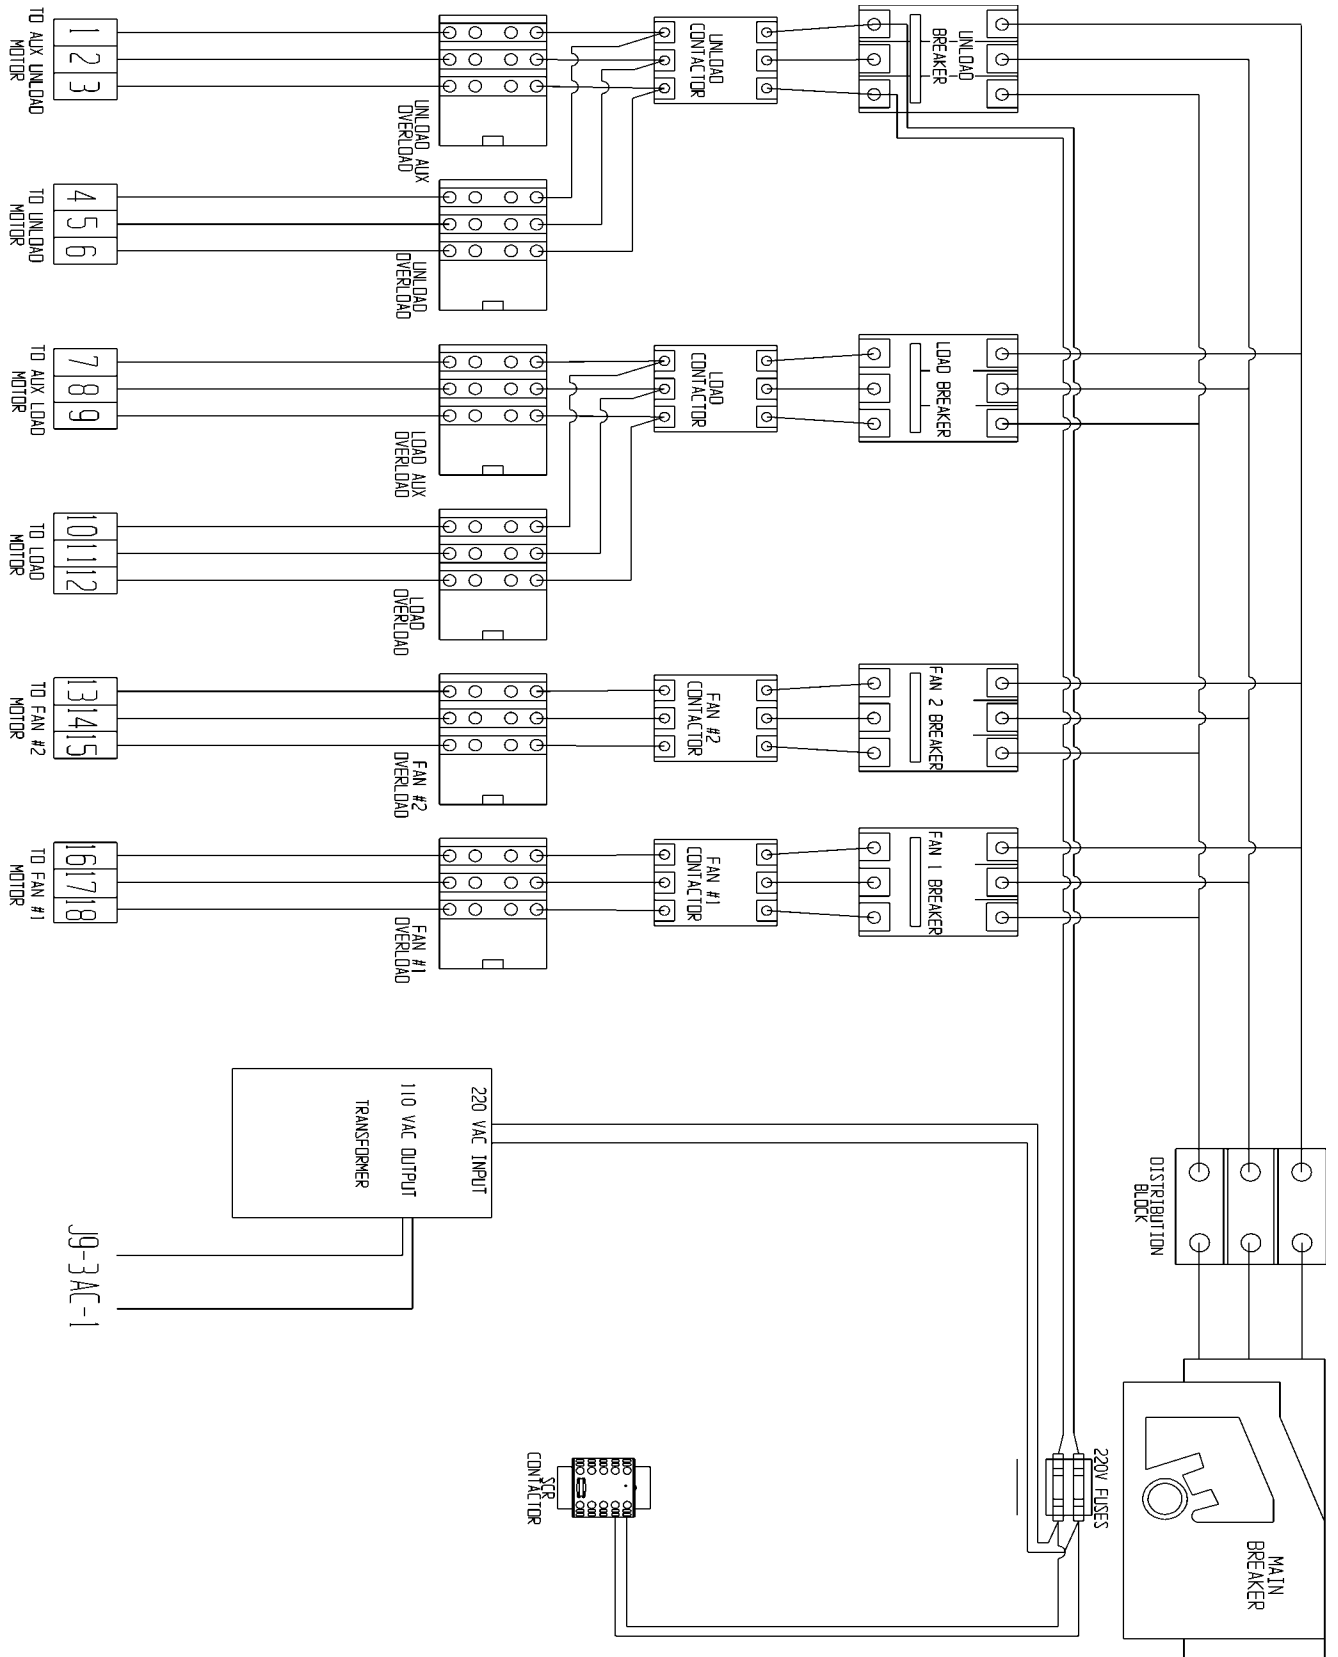 MAIN
BREAKER
DISTRIBUTION
BLOCK
220V FUSES
SCR
CONTACTOR
220 VAC INPUT
110 VAC OUTPUT
TRANSFORMER
J9-3AC-1
UNLOAD
BREAKER
LOAD BREAKER
FAN 2 BREAKER
FAN 1 BREAKER
UNLOAD
CONTACTOR
LOAD
CONTACTOR
FAN #2
CONTACTOR
FAN #1
CONTACTOR
UNLOAD AUX
OVERLOAD
UNLOAD
OVERLOAD
LOAD AUX
OVERLOAD
LOAD
OVERLOAD
FAN #2
OVERLOAD
FAN #1
OVERLOAD
1 2 3
TO AUX UNLOAD
MOTOR
4 5 6
TO UNLOAD
MOTOR
7 8 9
TO AUX LOAD
MOTOR
10 11 12
TO LOAD
MOTOR
13 14 15
TO FAN #2
MOTOR
16 17 18
TO FAN #1
MOTOR